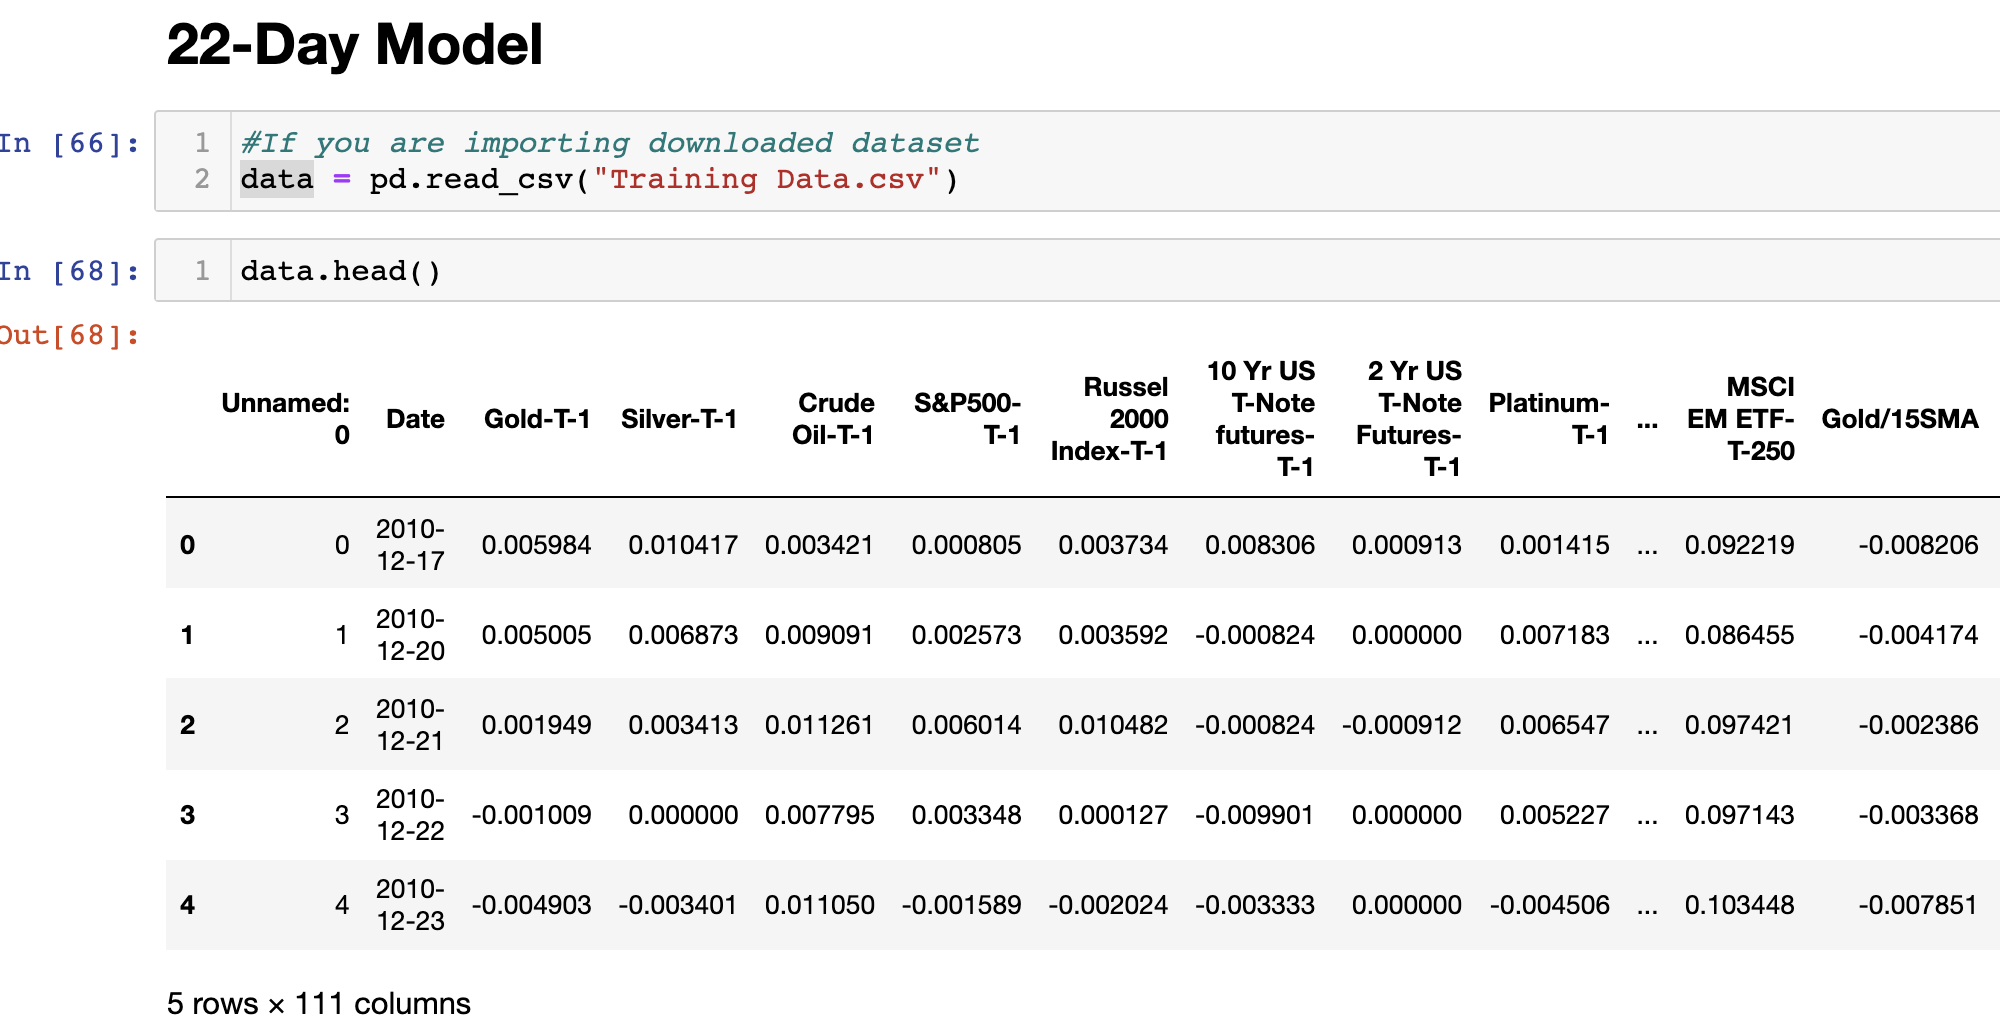 22-Day Model
In [66]:
1 #If you are importing downloaded dataset
2 data = pd.read_csv("Training Data.csv")
In [68]:
1 data.head()
Out[68]:
Unnamed: 0 Date Gold-T-1 Silver-T-1 Crude Oil-T-1 S&P500-T-1 Russel 2000 Index-T-1 10 Yr US T-Note futures-T-1 2 Yr US T-Note Futures-T-1 Platinum-T-1 ... MSCI EM ETF-T-250 Gold/15SMA
0 0 2010-12-17 0.005984 0.010417 0.003421 0.000805 0.003734 0.008306 0.000913 0.001415 ... 0.092219 -0.008206
1 1 2010-12-20 0.005005 0.006873 0.009091 0.002573 0.003592 -0.000824 0.000000 0.007183 ... 0.086455 -0.004174
2 2 2010-12-21 0.001949 0.003413 0.011261 0.006014 0.010482 -0.000824 -0.000912 0.006547 ... 0.097421 -0.002386
3 3 2010-12-22 -0.001009 0.000000 0.007795 0.003348 0.000127 -0.009901 0.000000 0.005227 ... 0.097143 -0.003368
4 4 2010-12-23 -0.004903 -0.003401 0.011050 -0.001589 -0.002024 -0.003333 0.000000 -0.004506 ... 0.103448 -0.007851
5 rows × 111 columns